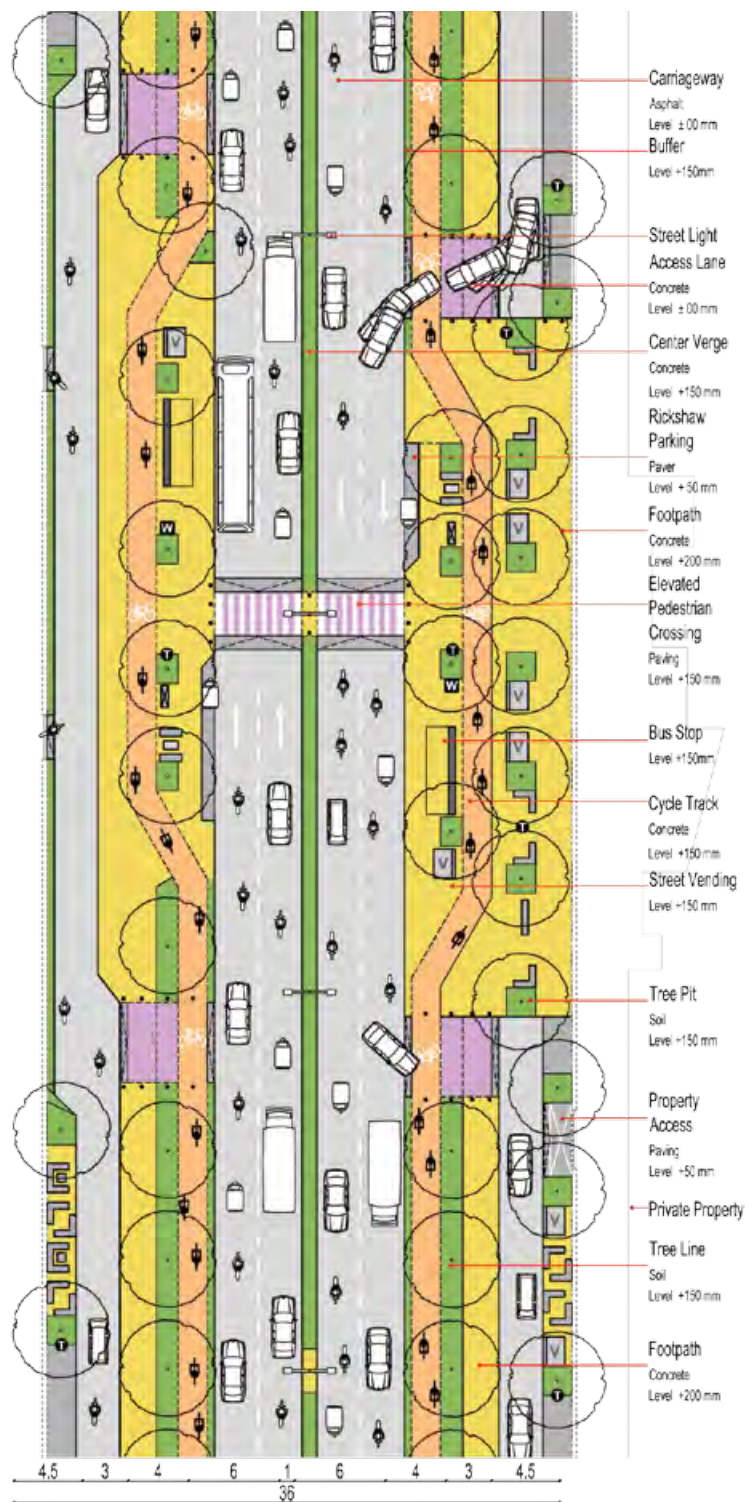 Carriageway
Asphalt
Level ± 00 mm
Buffer
Level +150mm
Street Light
Access Lane
Concrete
Level ± 00 mm
Center Verge
Concrete
Level +150 mm
Rickshaw
Parking
Paver
Level + 50 mm
Footpath
Concrete
Level +200 mm
Elevated
Pedestrian
Crossing
Paving
Level +150 mm
Bus Stop
Level +150mm
Cycle Track
Concrete
Level +150 mm
Street Vending
Level +150 mm
Tree Pit
Soil
Level +150 mm
Property
Access
Paving
Level +50 mm
Private Property
Tree Line
Soil
Level +150 mm
Footpath
Concrete
Level +200 mm
T
T
V
V
V
W
V
T
T
W
V
V
V
V
T
V
T
T
4.5 3 4 6 1 6 4 3 4.5
36